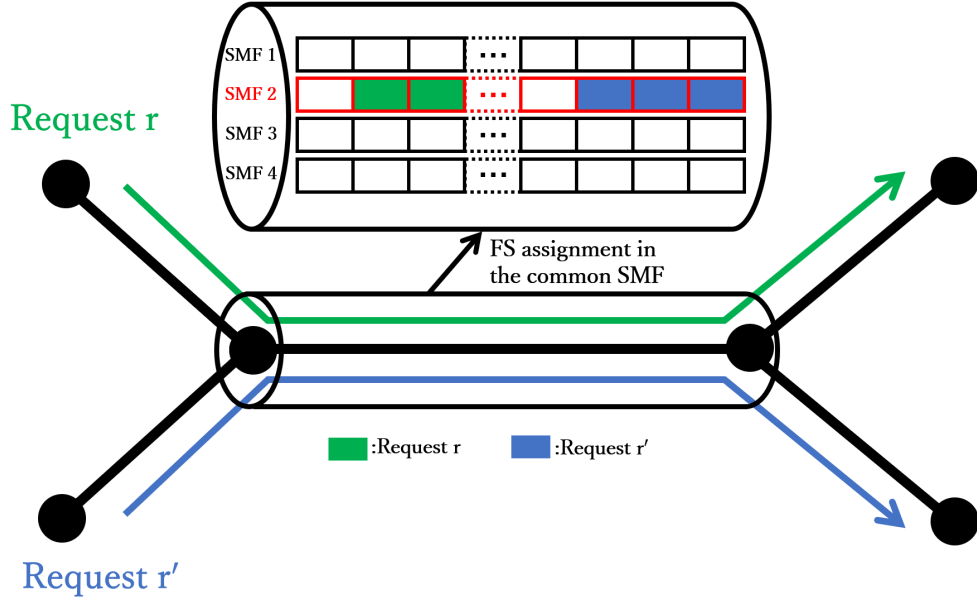 SMF 1
...
SMF 2
...
SMF 3
...
SMF 4
...
Request r
FS assignment in
the common SMF
:Request r
:Request r′
Request r′